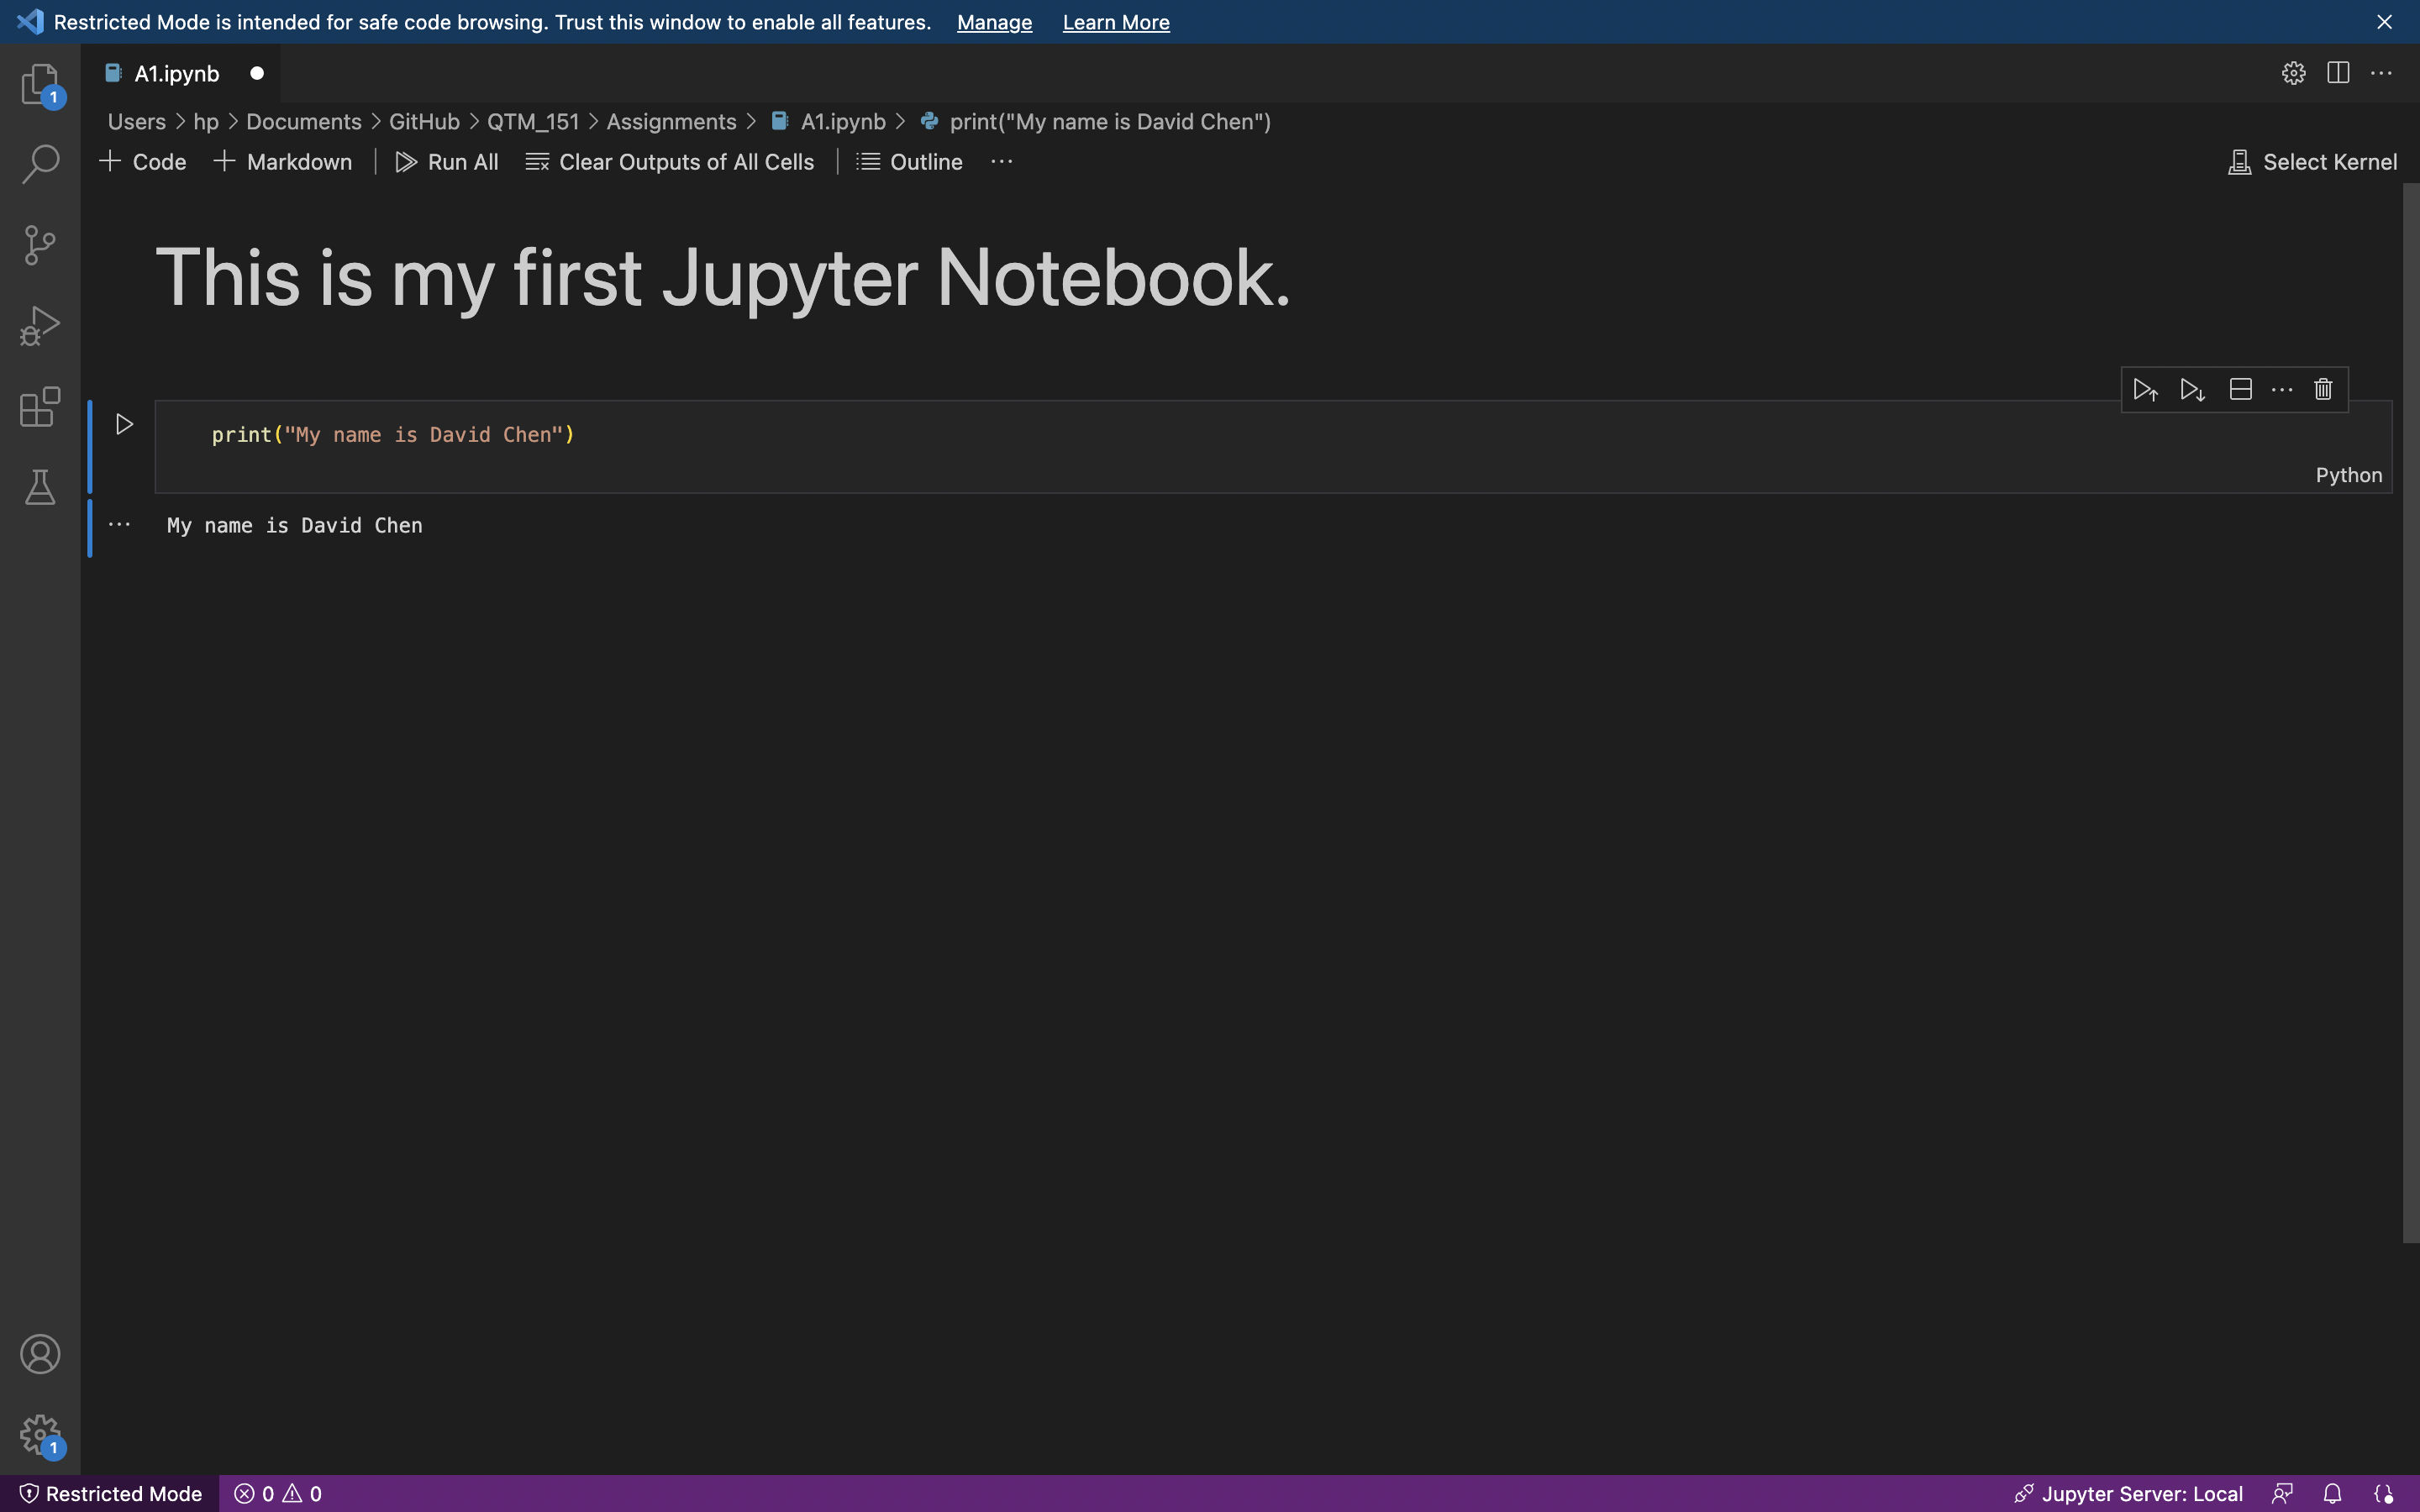 Restricted Mode is intended for safe code browsing. Trust this window to enable all features. Manage Learn More
A1.ipynb
1
Users > hp > Documents > GitHub > QTM_151 > Assignments > A1.ipynb > print("My name is David Chen")
+ Code + Markdown | Run All Clear Outputs of All Cells | Outline ...
Select Kernel
This is my first Jupyter Notebook.
print("My name is David Chen")
Python
... My name is David Chen
1
Restricted Mode 0 0
Jupyter Server: Local